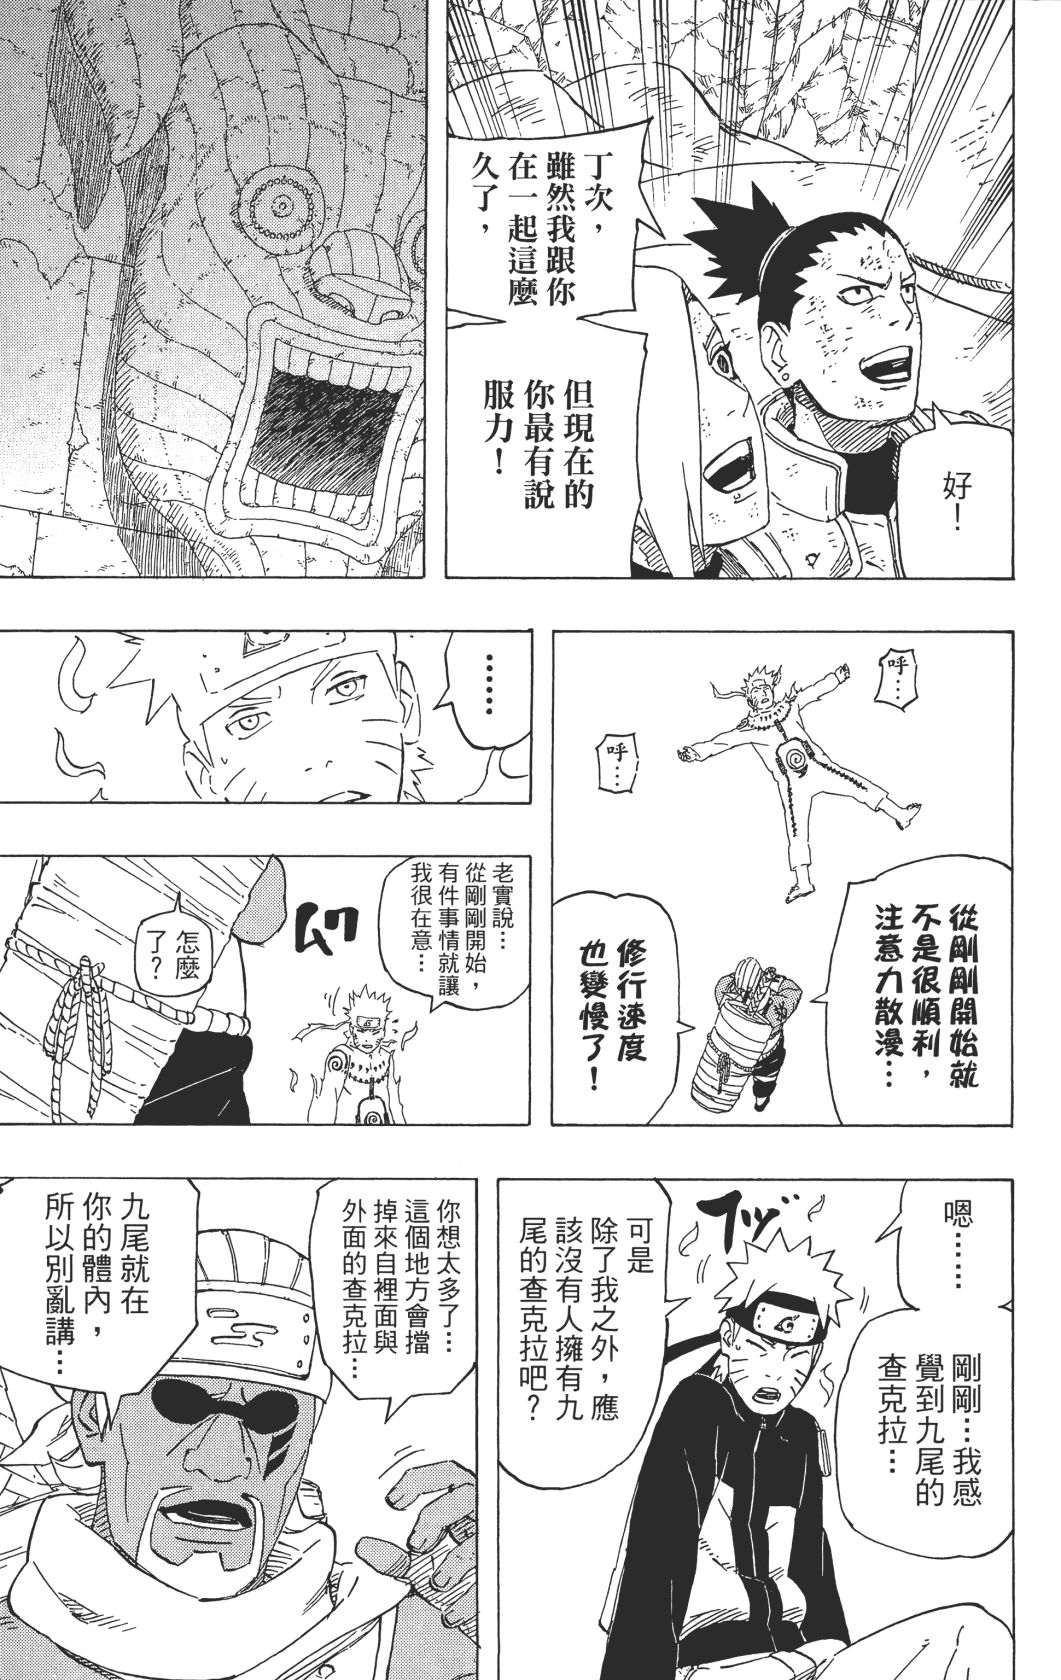 丁次，
雖然我跟你
在一起這麼
久了，
但現在的
你最有說
服力！
好！
呼…
呼…
從剛剛開始就
不是很順利，
注意力散漫…
修行速度
也變慢了！
……
老實說…
從剛剛開始，
有件事情就讓
我很在意…
ムク
怎麼
了？
嗯……
剛剛…我感
覺到九尾的
查克拉…
フッ
可是
除了我之外，應
該沒有人擁有九
尾的查克拉吧？
你想太多了…
這個地方會擋
掉來自裡面與
外面的查克拉…
九尾就在
你的體內，
所以別亂講…